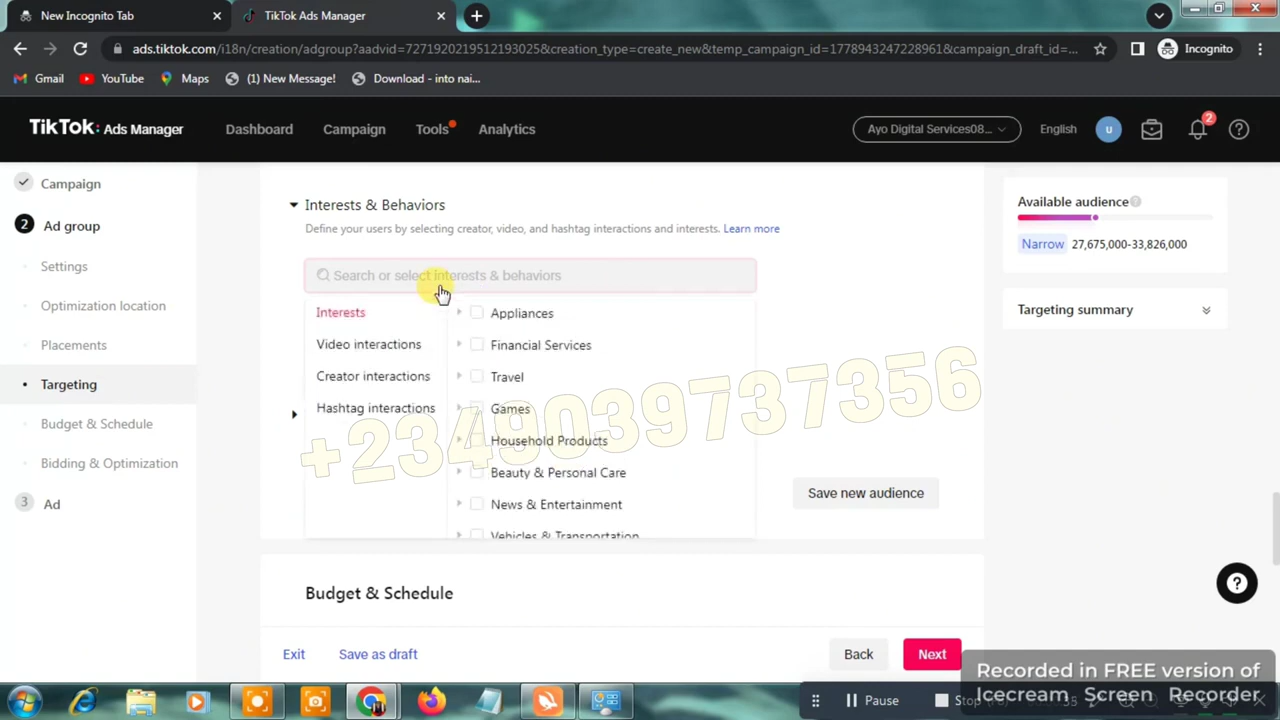 New Incognito Tab
TikTok Ads Manager
ads.tiktok.com/i18n/creation/adgroup?aadvid=7271920219512193025&creation_type=create_new&temp_campaign_id=1778943247228961&campaign_draft_id=...
Incognito
Gmail
YouTube
Maps
(1) New Message!
Download - into nai...
TikTok: Ads Manager
Dashboard
Campaign
Tools
Analytics
Ayo Digital Services08...
English
u
2
Campaign
2 Ad group
Settings
Optimization location
Placements
Targeting
Budget & Schedule
Bidding & Optimization
3 Ad
Interests & Behaviors
Define your users by selecting creator, video, and hashtag interactions and interests. Learn more
Search or select interests & behaviors
Interests
Video interactions
Creator interactions
Hashtag interactions
Appliances
Financial Services
Travel
Games
Household Products
Beauty & Personal Care
News & Entertainment
Vehicles & Transportation
+2349039737356
Save new audience
Budget & Schedule
Exit
Save as draft
Back
Next
Available audience
Narrow 27,675,000-33,826,000
Targeting summary
Recorded in FREE version of
Icecream Screen Recorder
Pause